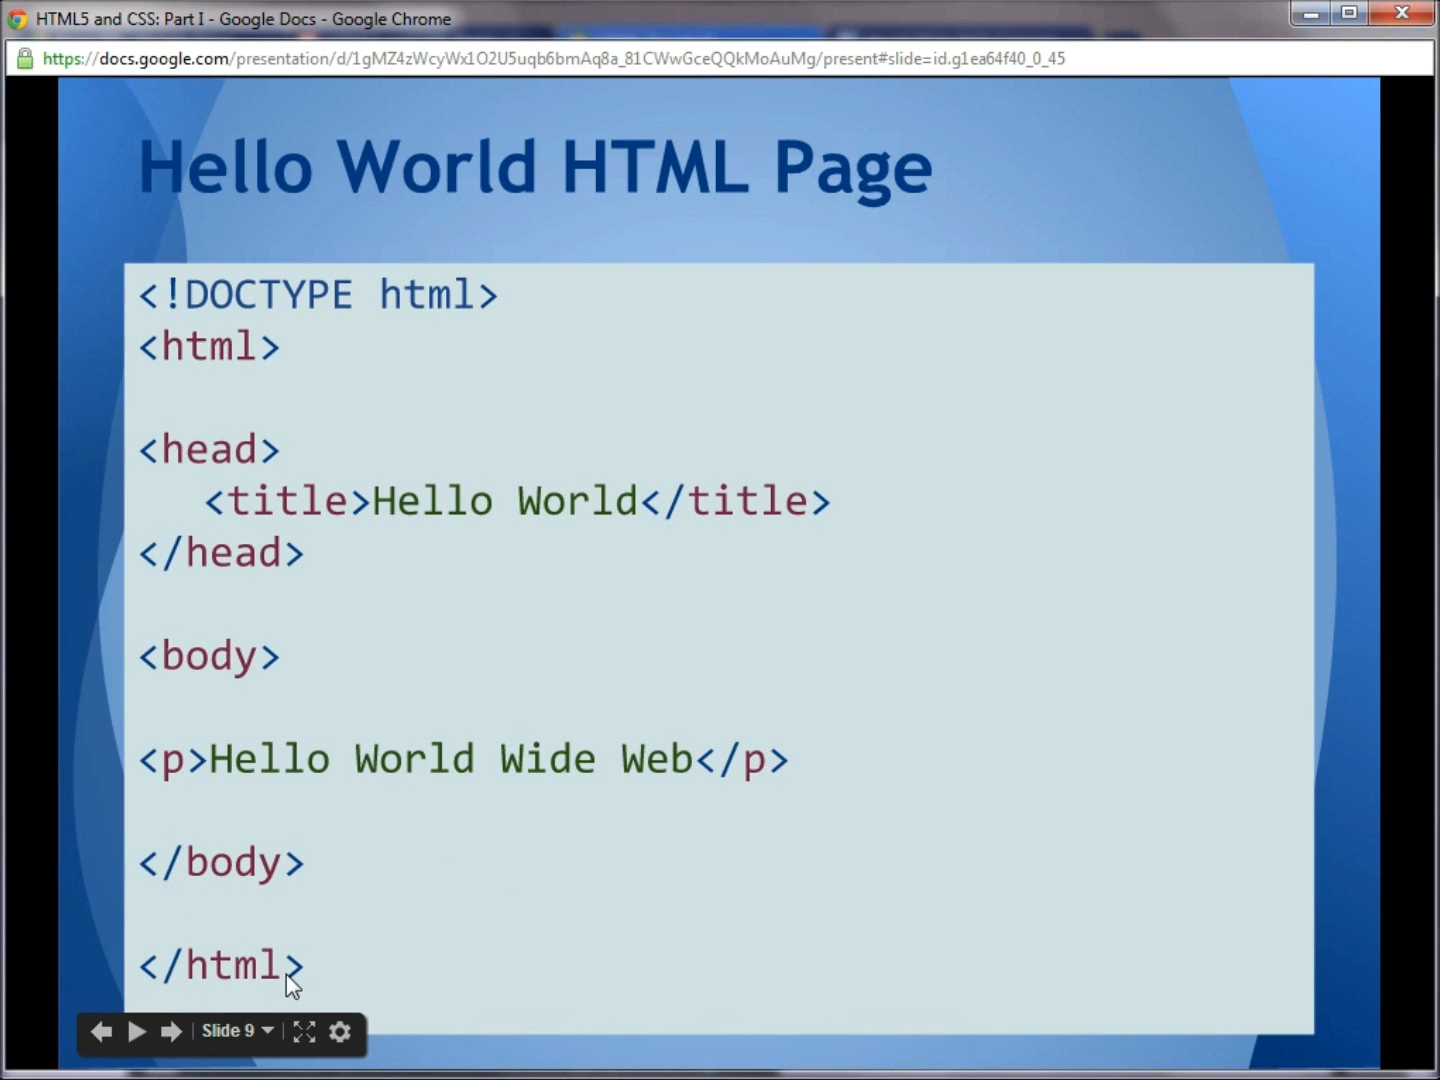 HTML5 and CSS: Part I - Google Docs - Google Chrome
https://docs.google.com/presentation/d/1gMZ4zWcyWx1O2U5uqb6bmAq8a_81CWwGceQQkMoAuMg/present#slide=id.g1ea64f40_0_45
Hello World HTML Page
<!DOCTYPE html>
<html>
<head>
<title>Hello World</title>
</head>
<body>
<p>Hello World Wide Web</p>
</body>
</html>
Slide 9